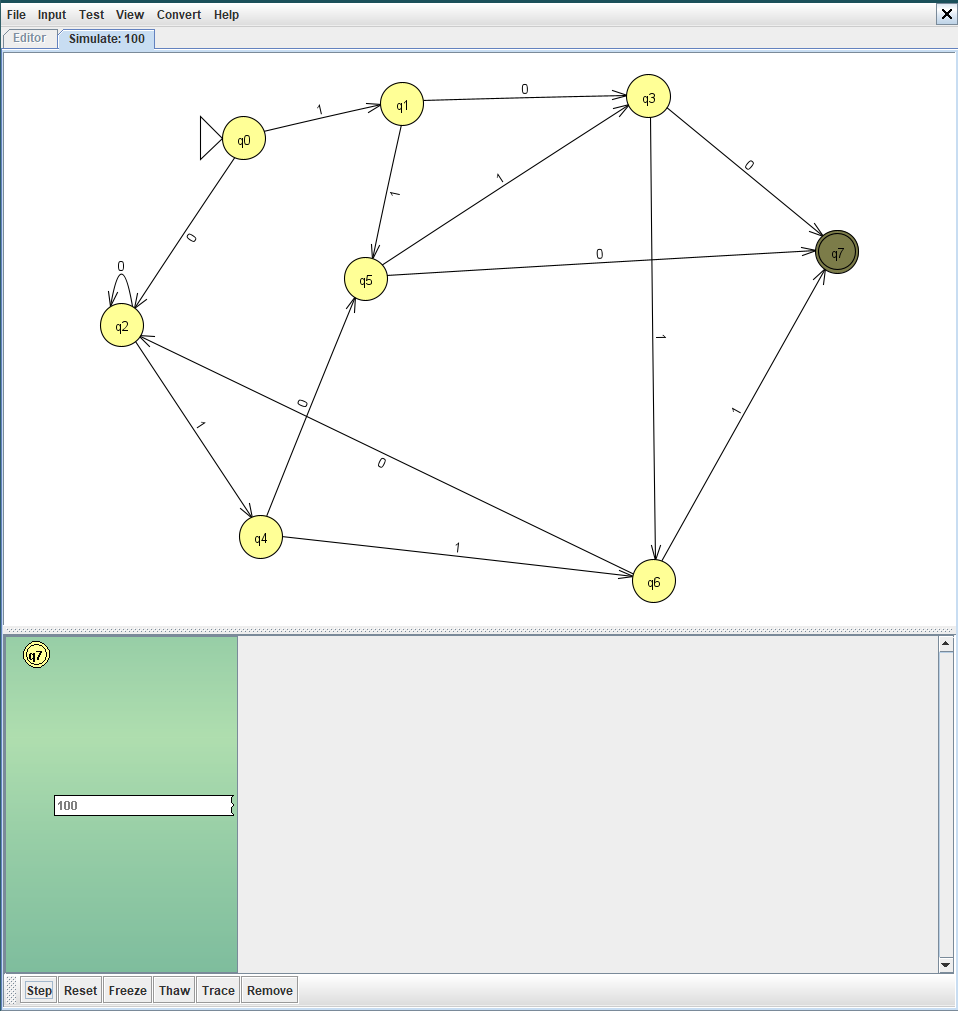 File Input Test View Convert Help
Editor Simulate: 100
q0 1 q1 0 q3
0 1 1 0
q5 0 q7
0
q2
1 0 0 1 1
q4 1 q6
q7
100
Step Reset Freeze Thaw Trace Remove